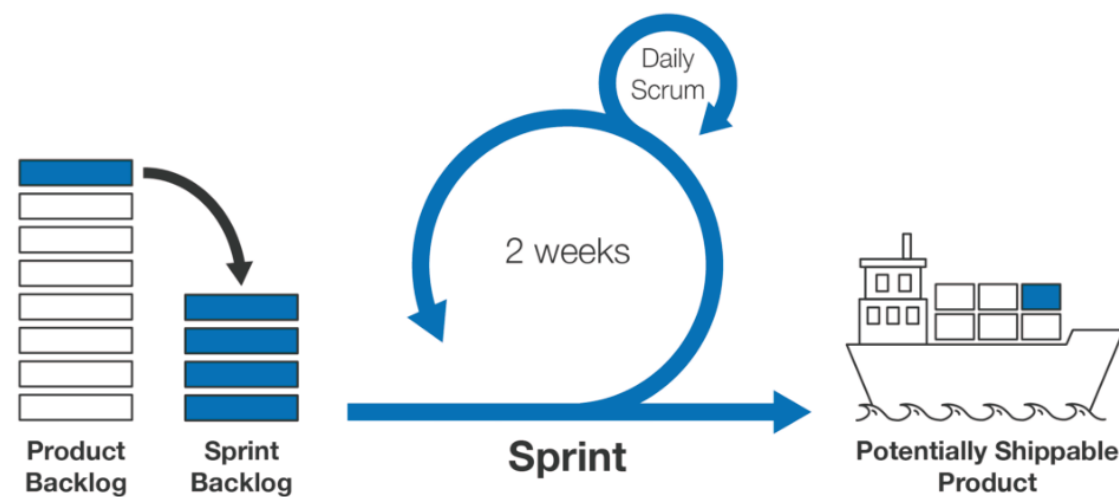 Daily
Scrum
2 weeks
Product
Backlog
Sprint
Backlog
Sprint
Potentially Shippable
Product